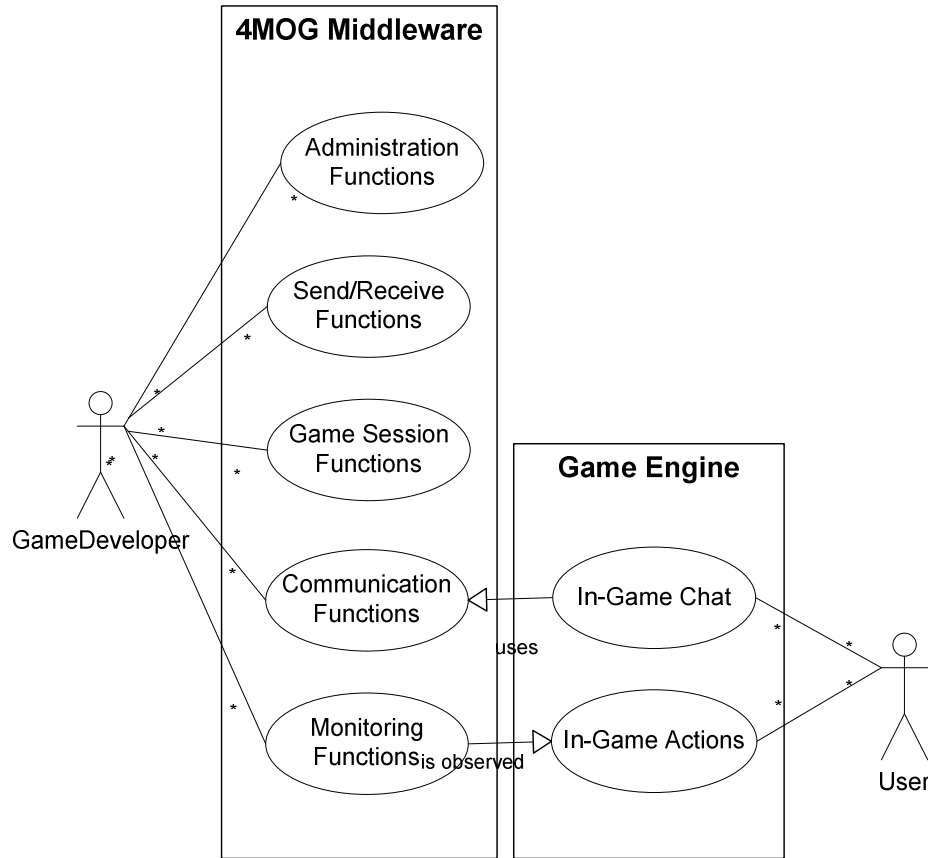 4MOG Middleware
Administration
Functions
*
Send/Receive
Functions
*
*
Game Session
Functions
*
*
*
*
*
GameDeveloper
Communication
Functions
*
Monitoring
Functions
*
Game Engine
In-Game Chat
uses
*
*
In-Game Actions
is observed
*
*
User